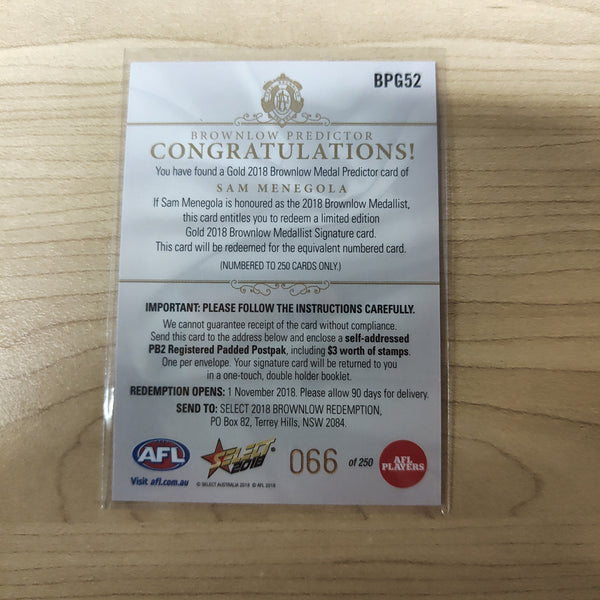 BPG52
BROWNLOW PREDICTOR
CONGRATULATIONS!
You have found a Gold 2018 Brownlow Medal Predictor card of
SAM MENEGOLA
If Sam Menegola is honoured as the 2018 Brownlow Medallist,
this card entitles you to redeem a limited edition
Gold 2018 Brownlow Medallist Signature card.
This card will be redeemed for the equivalent numbered card.
(NUMBERED TO 250 CARDS ONLY.)
IMPORTANT: PLEASE FOLLOW THE INSTRUCTIONS CAREFULLY.
We cannot guarantee receipt of the card without compliance.
Send this card to the address below and enclose a self-addressed
PB2 Registered Padded Postpak, including $3 worth of stamps.
One per envelope. Your signature card will be returned to you
in a one-touch, double holder booklet.
REDEMPTION OPENS: 1 November 2018. Please allow 90 days for delivery.
SEND TO: SELECT 2018 BROWNLOW REDEMPTION,
PO Box 82, Terrey Hills, NSW 2084.
AFL
SELECT 2018
066 of 250
AFL PLAYERS
Visit afl.com.au
© SELECT AUSTRALIA 2018 © AFL 2018